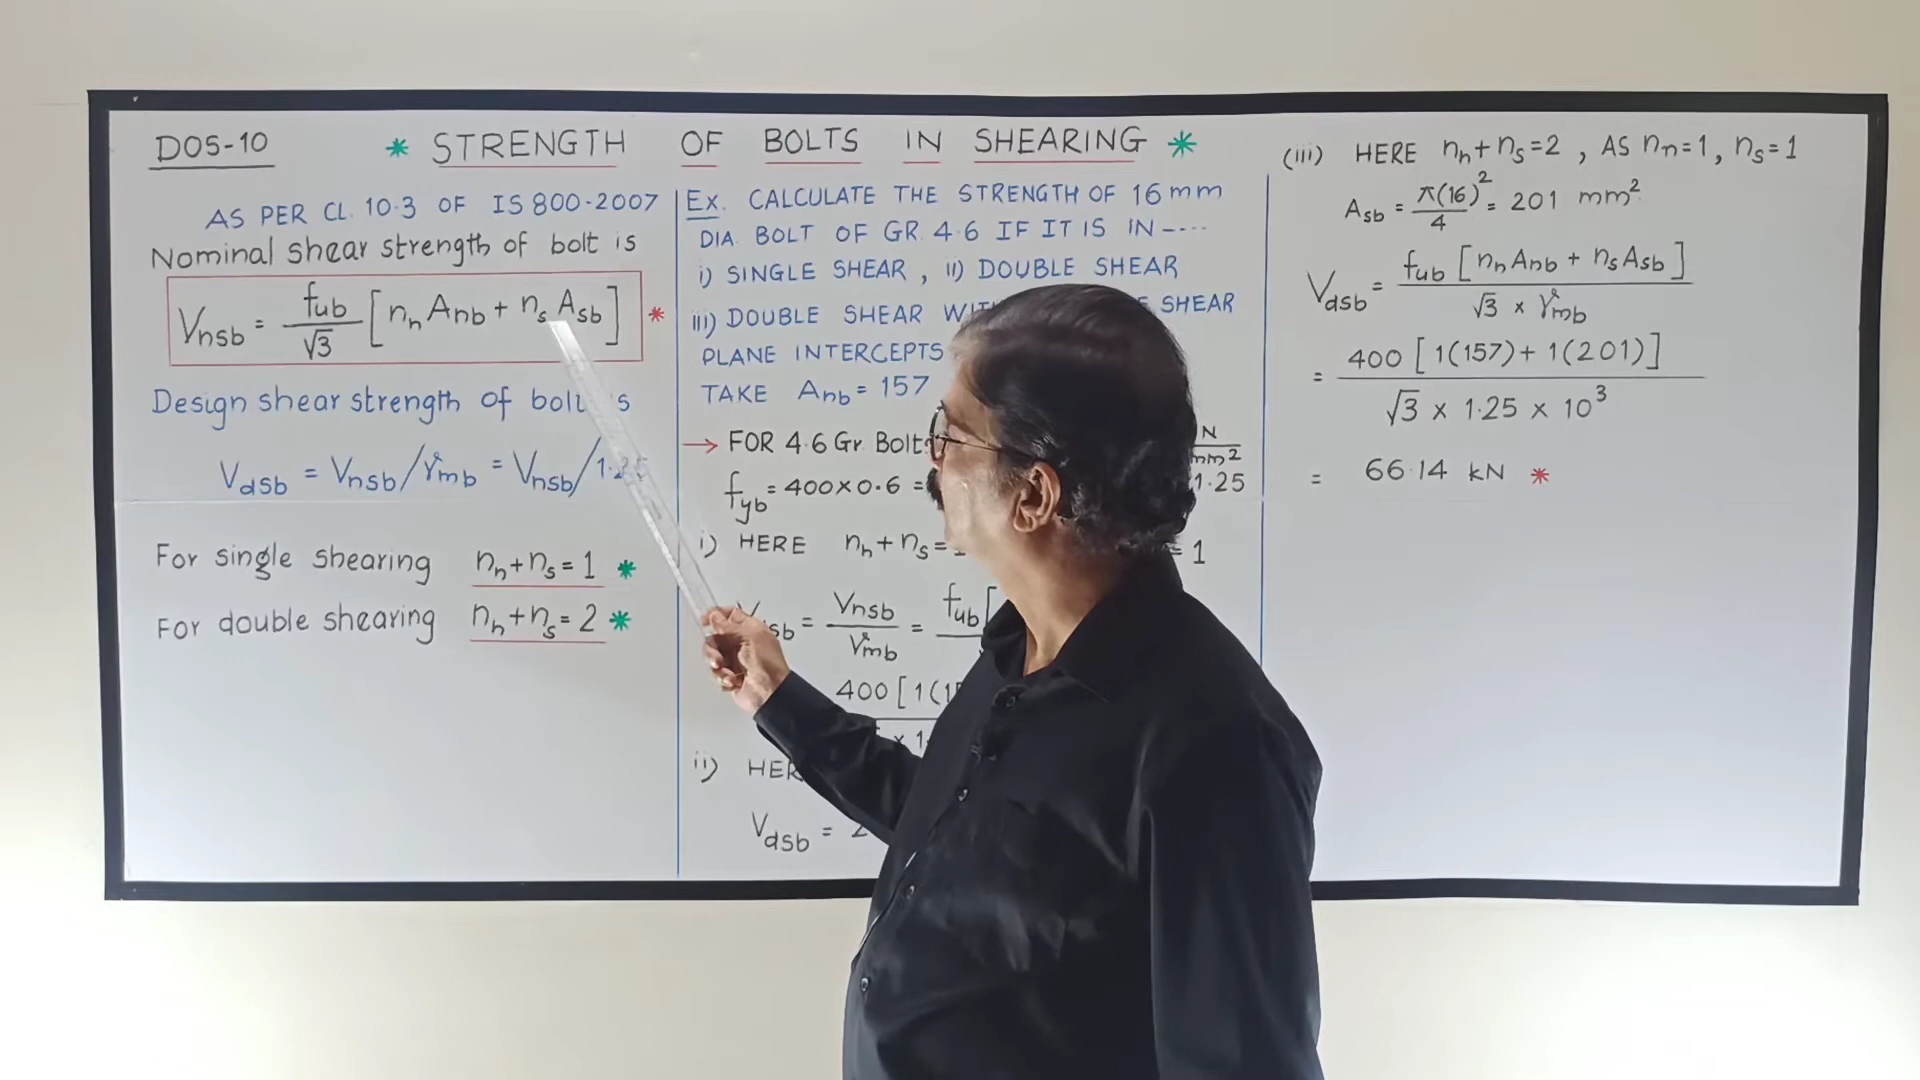 DOS-10
* STRENGTH OF BOLTS IN SHEARING *
AS PER CL. 10.3 OF IS 800-2007
Nominal shear strength of bolt is
Vnsb = fub/√3 [nn Anb + ns Asb] *
Design shear strength of bolt is
Vdsb = Vnsb/γmb = Vnsb/1.25
For single shearing nn+ns=1 *
For double shearing nn+ns=2 *
Ex. CALCULATE THE STRENGTH OF 16 mm
DIA. BOLT OF GR. 4.6 IF IT IS IN ----
i) SINGLE SHEAR, ii) DOUBLE SHEAR
iii) DOUBLE SHEAR SHEAR
PLANE INTERCEPTS
TAKE Anb = 157
→ FOR 4.6 Gr. Bolt N/mm²
fyb = 400×0.6 = 1.25
i) HERE nn+ns= = 1
Vdsb = Vnsb/γmb = fub[
400 [1(15
× 1.
ii) HER
Vdsb = 2
(iii) HERE nn+ns=2, AS nn=1, ns=1
Asb = π(16)²/4 = 201 mm²
Vdsb = fub [nn Anb + ns Asb] / √3 × γmb
= 400 [1(157)+1(201)] / √3 × 1.25 × 10³
= 66.14 kN *